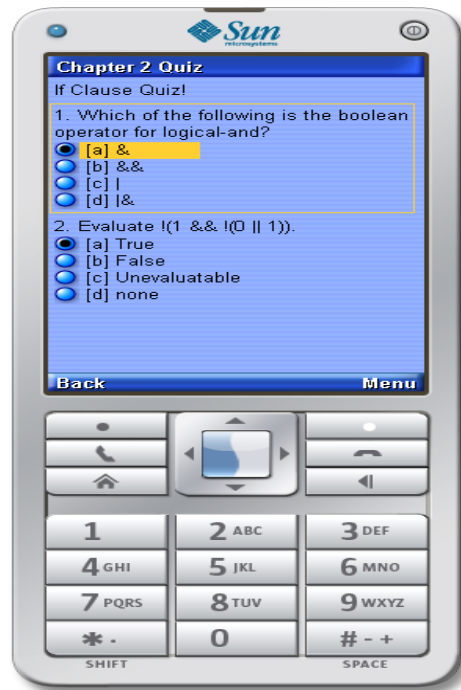 Sun
microsystems
Chapter 2 Quiz
If Clause Quiz!
1. Which of the following is the boolean
operator for logical-and?
[a] &
[b] &&
[c] |
[d] |&
2. Evaluate !(1 && !(0 || 1)).
[a] True
[b] False
[c] Unevaluatable
[d] none
Back Menu
1 2 ABC 3 DEF
4 GHI 5 JKL 6 MNO
7 PQRS 8 TUV 9 WXYZ
* . 0 # - +
SHIFT SPACE